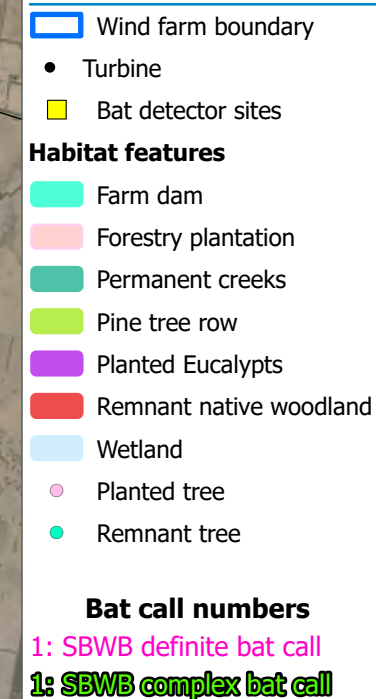 Wind farm boundary
Turbine
Bat detector sites
Habitat features
Farm dam
Forestry plantation
Permanent creeks
Pine tree row
Planted Eucalypts
Remnant native woodland
Wetland
Planted tree
Remnant tree
Bat call numbers
1: SBWB definite bat call
1: SBWB complex bat call